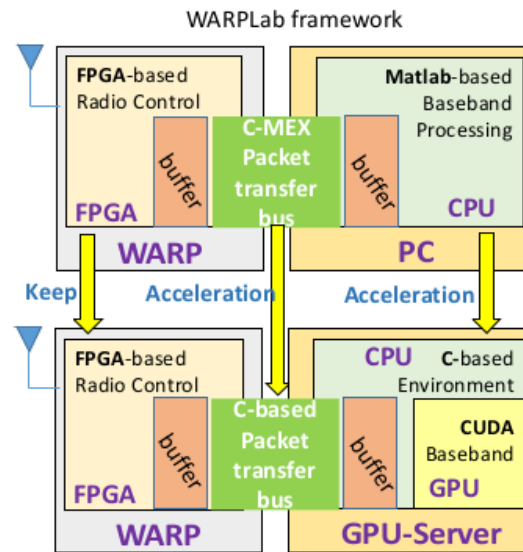 WARPLab framework
FPGA-based
Radio Control
buffer
FPGA
WARP
C-MEX
Packet
transfer
bus
Matlab-based
Baseband
Processing
buffer
CPU
PC
Keep
Acceleration
Acceleration
FPGA-based
Radio Control
buffer
FPGA
WARP
C-based
Packet
transfer
bus
CPU
C-based
Environment
buffer
CUDA
Baseband
GPU
GPU-Server